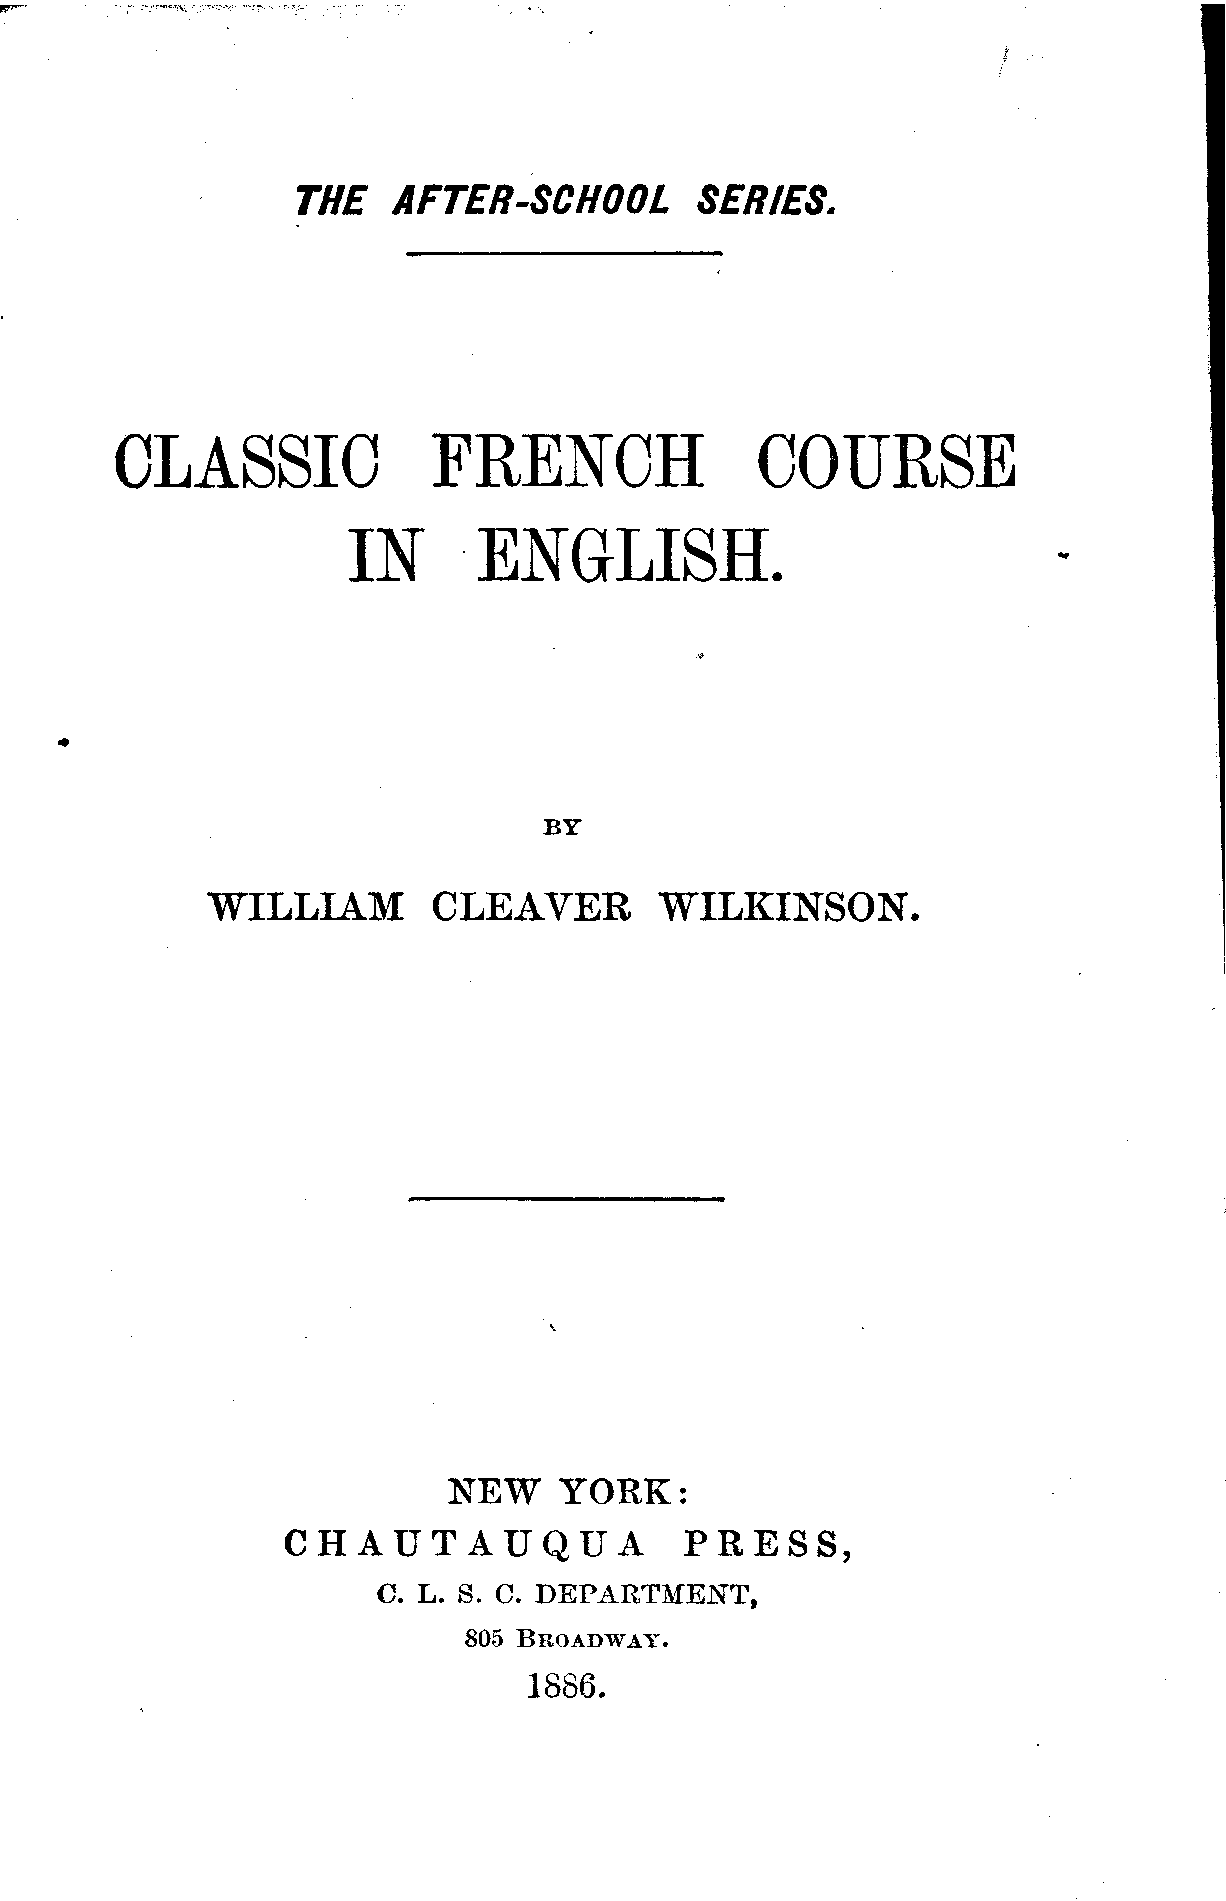 THE AFTER-SCHOOL SERIES.
CLASSIC FRENCH COURSE
IN ENGLISH.
BY
WILLIAM CLEAVER WILKINSON.
NEW YORK:
CHAUTAUQUA PRESS,
C. L. S. C. DEPARTMENT,
805 BROADWAY.
1886.